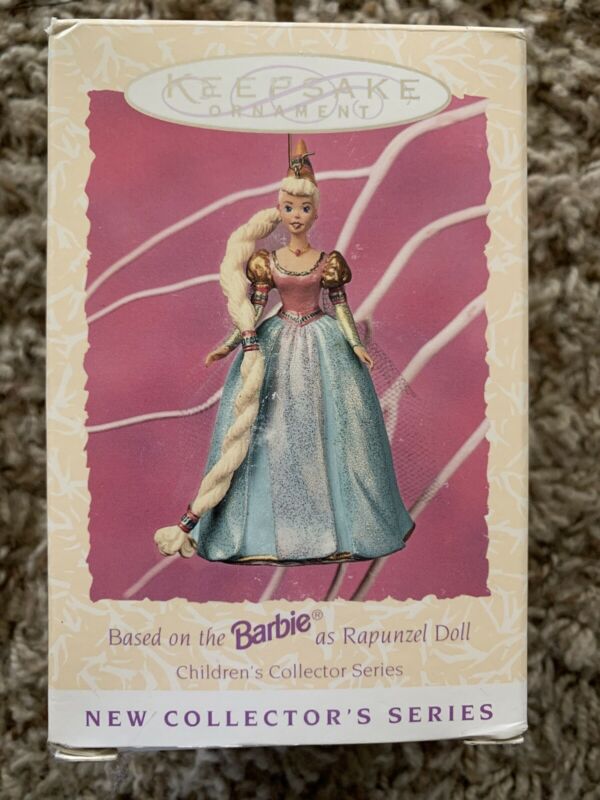 KEEPSAKE
ORNAMENT
Based on the Barbie® as Rapunzel Doll
Children's Collector Series
NEW COLLECTOR'S SERIES